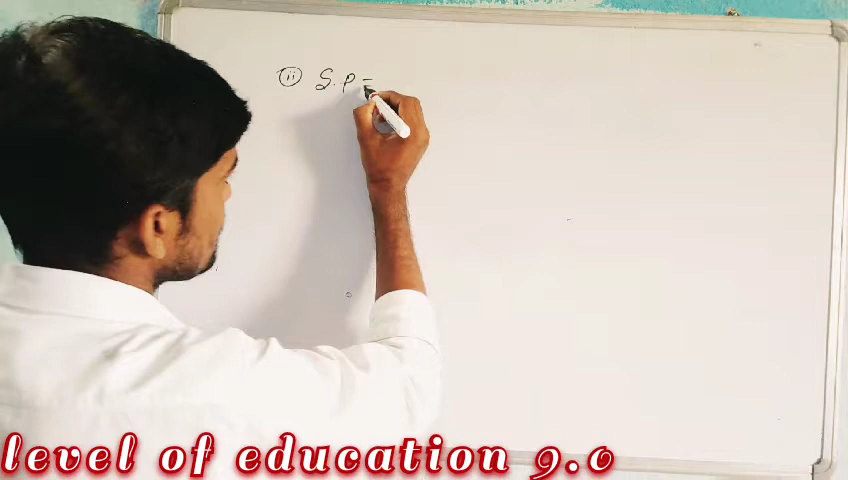 (ii) S.P =
level of education 9.0